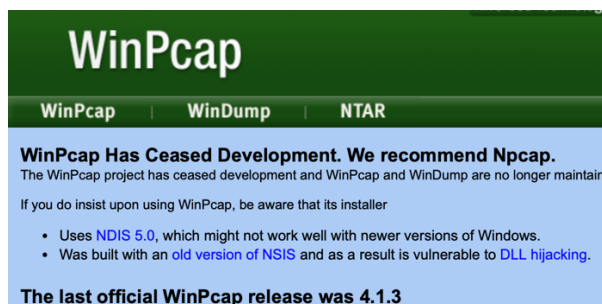 WinPcap
WinPcap | WinDump | NTAR
WinPcap Has Ceased Development. We recommend Npcap.
The WinPcap project has ceased development and WinPcap and WinDump are no longer maintain
If you do insist upon using WinPcap, be aware that its installer
• Uses NDIS 5.0, which might not work well with newer versions of Windows.
• Was built with an old version of NSIS and as a result is vulnerable to DLL hijacking.
The last official WinPcap release was 4.1.3